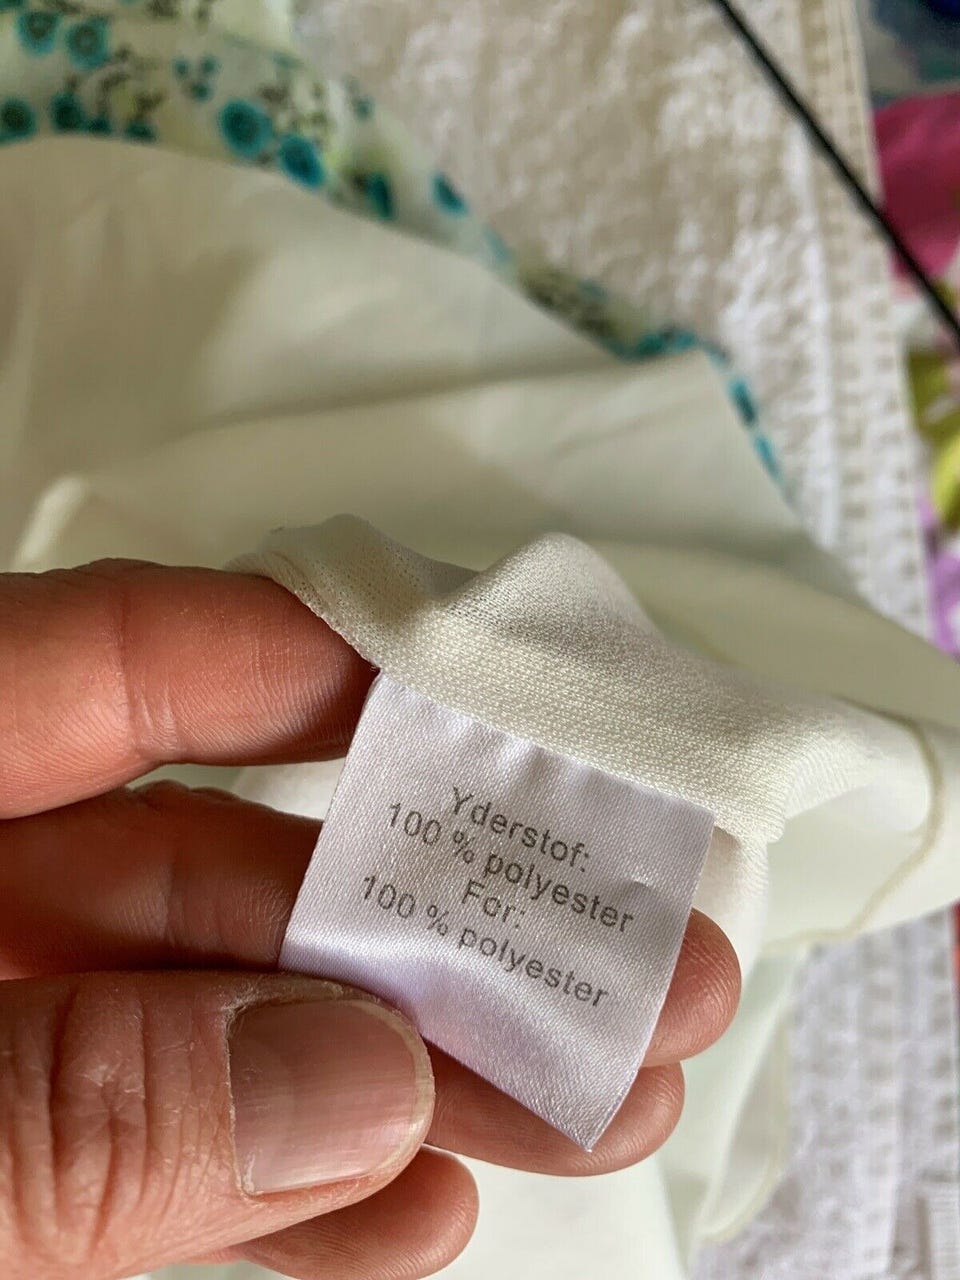 Yderstof:
100 % polyester
For:
100 % polyester